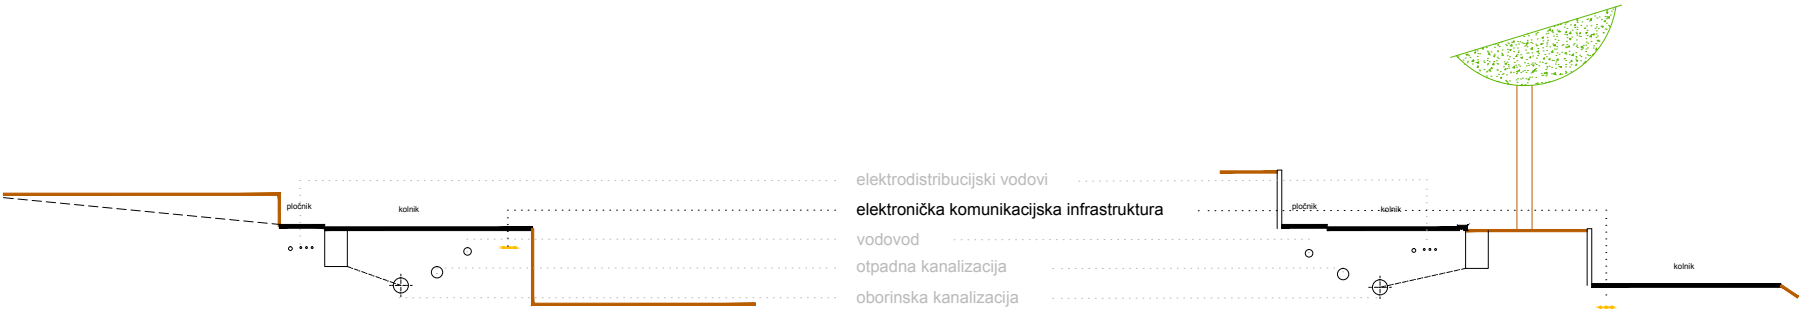 pločnik
kolnik
elektrodistribucijski vodovi
elektronička komunikacijska infrastruktura
vodovod
otpadna kanalizacija
oborinska kanalizacija
pločnik
kolnik
kolnik